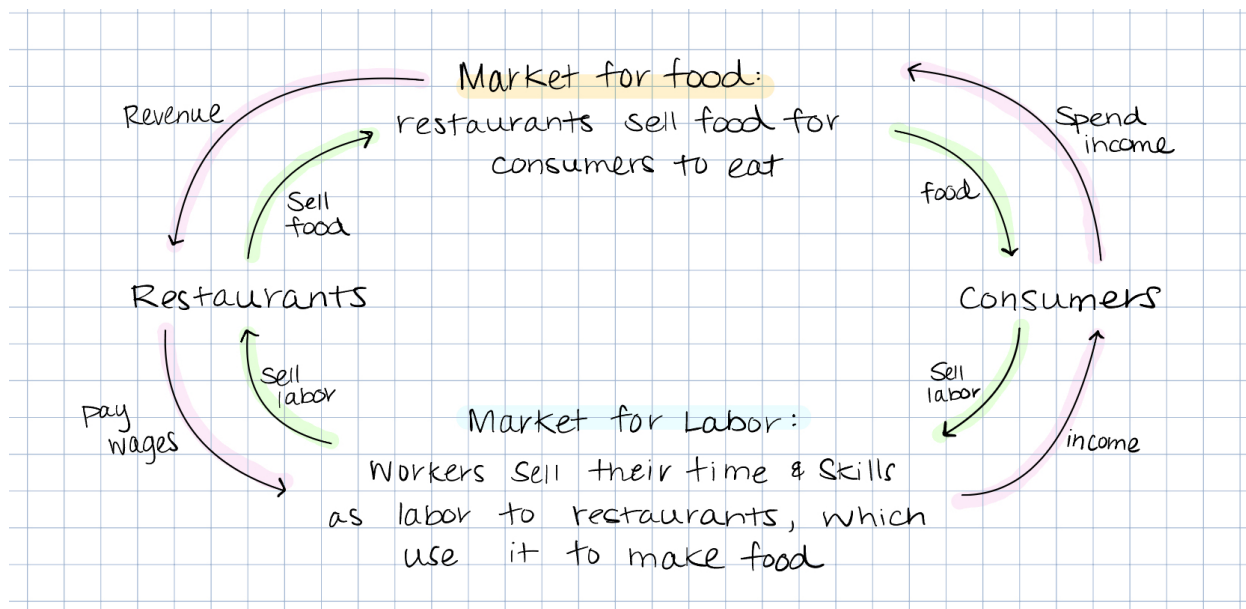 Market for food:
restaurants sell food for
consumers to eat
Revenue
Sell
food
Spend
income
food
Restaurants
Consumers
pay
wages
Sell
labor
Sell
labor
income
Market for Labor:
Workers sell their time & skills
as labor to restaurants, which
use it to make food